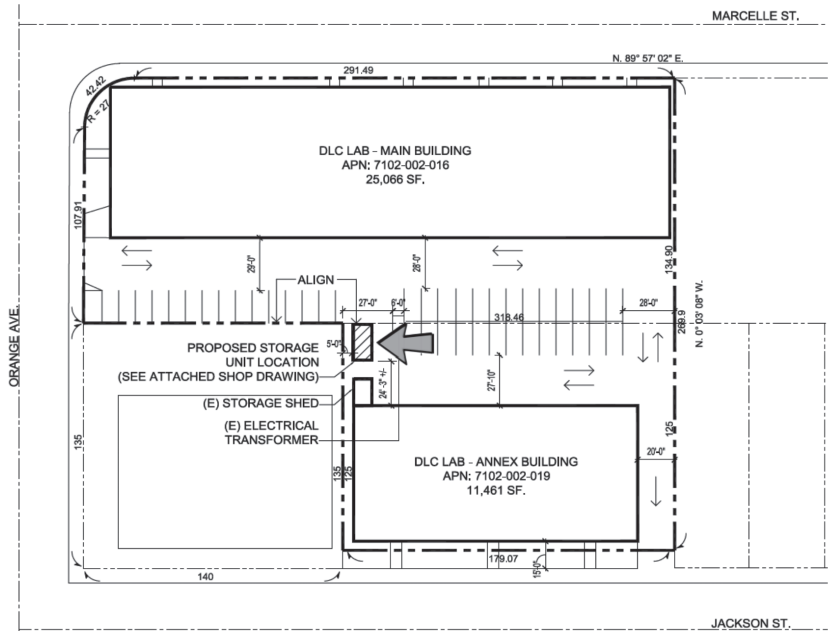 MARCELLE ST.
N. 89° 57' 02" E.
291.49
42.42
R = 27
DLC LAB - MAIN BUILDING
APN: 7102-002-016
25,066 SF.
107.91
134.90
29'-0"
28'-0"
ALIGN
27'-0"
6'-0"
28'-0"
318.46
269.9
N. 0° 03' 08" W.
ORANGE AVE.
5'-0"
PROPOSED STORAGE
UNIT LOCATION
(SEE ATTACHED SHOP DRAWING)
24' -3" +/-
27'-10"
(E) STORAGE SHED
(E) ELECTRICAL
TRANSFORMER
135
135
125
125
20'-0"
DLC LAB - ANNEX BUILDING
APN: 7102-002-019
11,461 SF.
179.07
15'-0"
140
JACKSON ST.